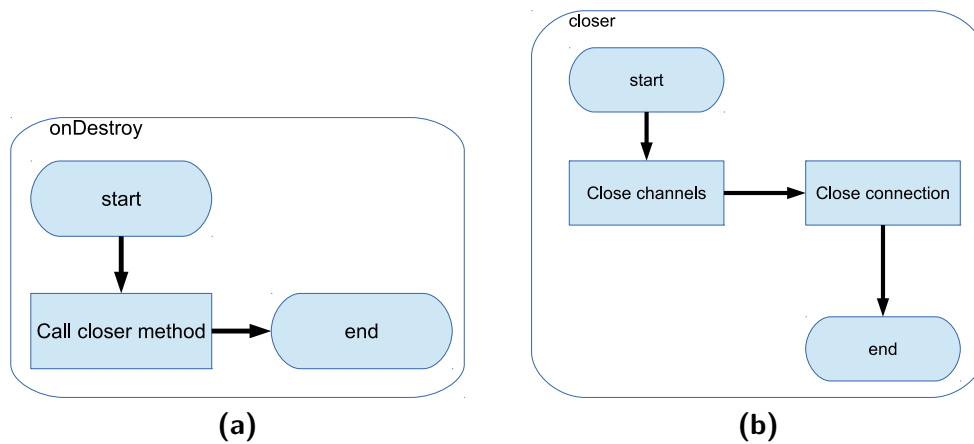 onDestroy
start
Call closer method
end
(a)
closer
start
Close channels
Close connection
end
(b)